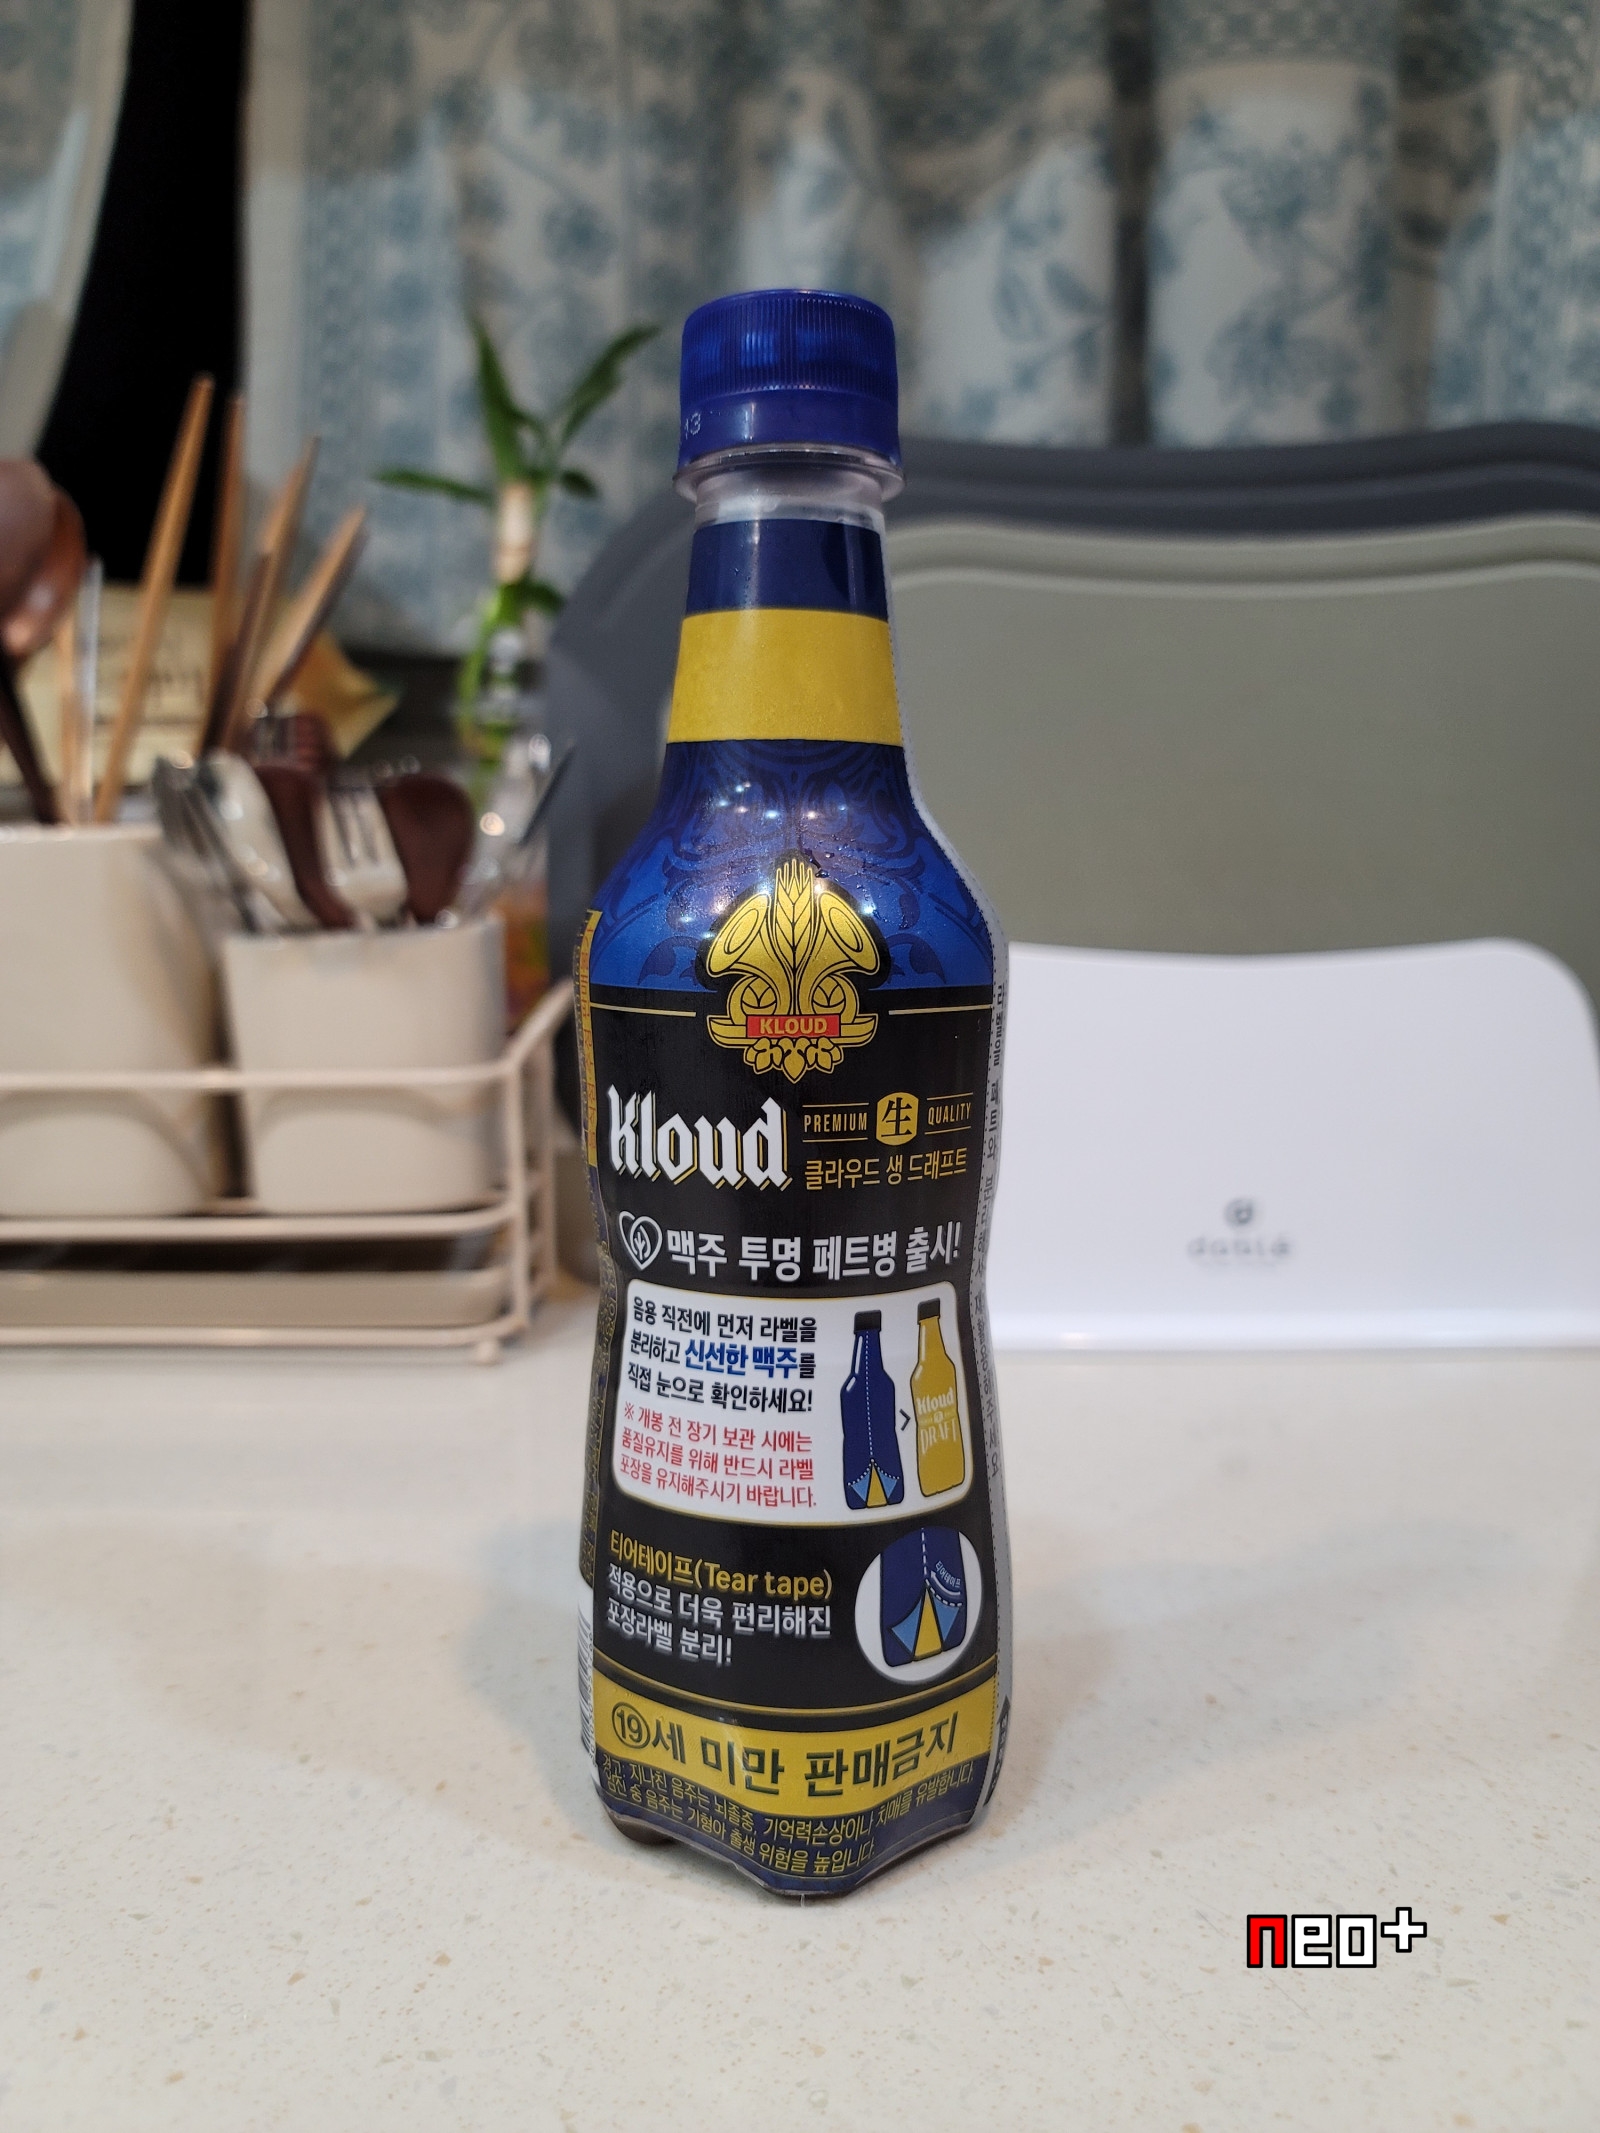 13
KLOUD
Kloud
PREMIUM 生 QUALITY
클라우드 생 드래프트
맥주 투명 페트병 출시!
음용 직전에 먼저 라벨을
분리하고 신선한 맥주를
직접 눈으로 확인하세요!
※ 개봉 전 장기 보관 시에는
품질유지를 위해 반드시 라벨
포장을 유지해주시기 바랍니다.
Kloud
DRAFT
티어테이프(Tear tape)
적용으로 더욱 편리해진
포장라벨 분리!
티어테이프
19세 미만 판매금지
경고: 지나친 음주는 뇌졸중, 기억력손상이나 치매를 유발합니다.
임신 중 음주는 기형아 출생 위험을 높입니다.
neo+